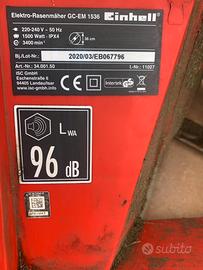 Elektro-Rasenmäher GC-EM 1536
Einhell
220-240 V ~ 50 Hz
1500 Watt - IPX4
3400 min⁻¹
36 cm
Bj./Lot-Nr.: 2020/03/EB067796
Art.-Nr.: 34.001.50
I.-Nr.: 11027
ISC GmbH
Eschenstraße 6
94405 Landau/Isar
www.isc-gmbh.info
LWA
96 dB
subito